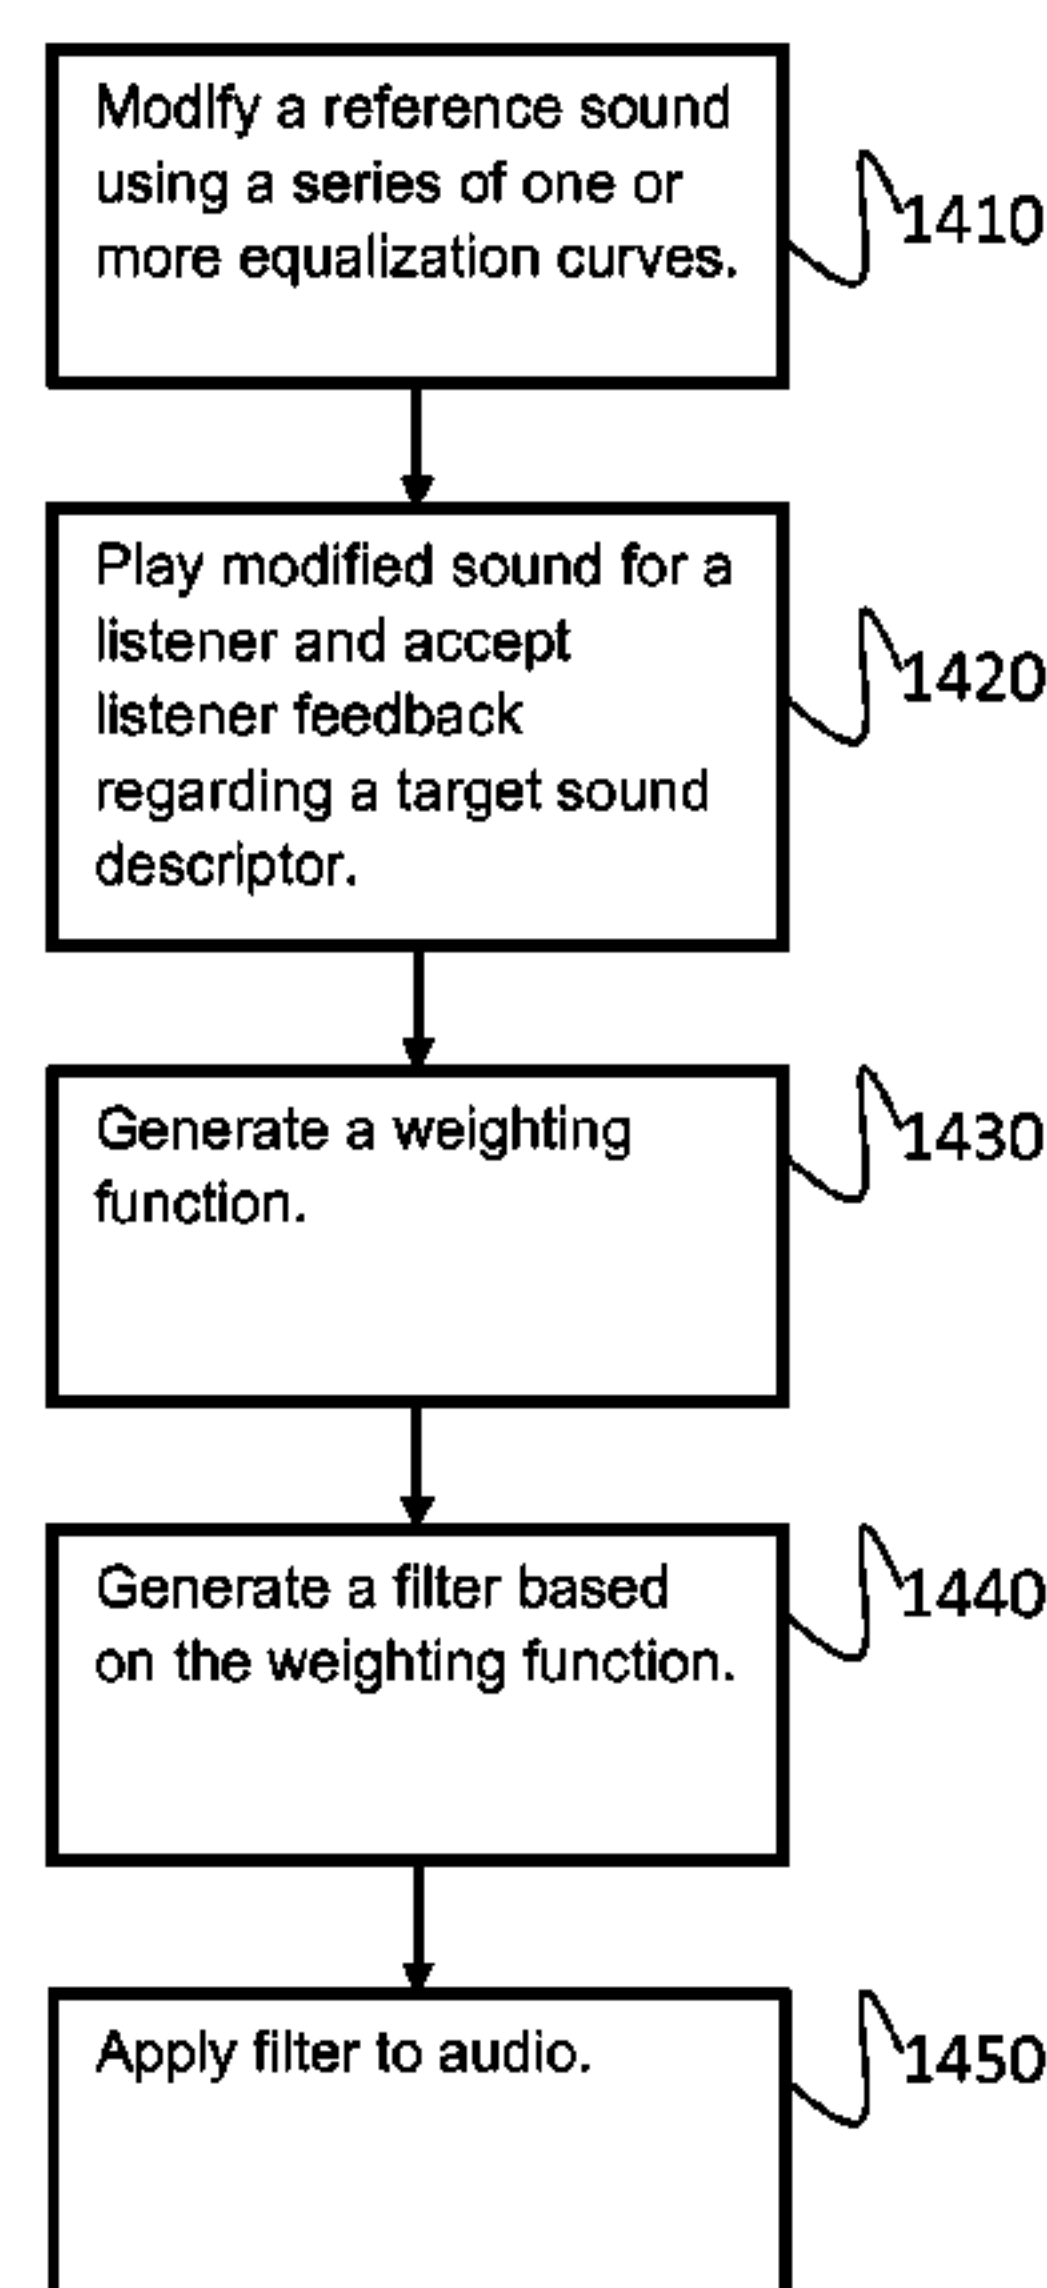 Modify a reference sound
using a series of one or
more equalization curves.
1410
Play modified sound for a
listener and accept
listener feedback
regarding a target sound
descriptor.
1420
Generate a weighting
function.
1430
Generate a filter based
on the weighting function.
1440
Apply filter to audio.
1450